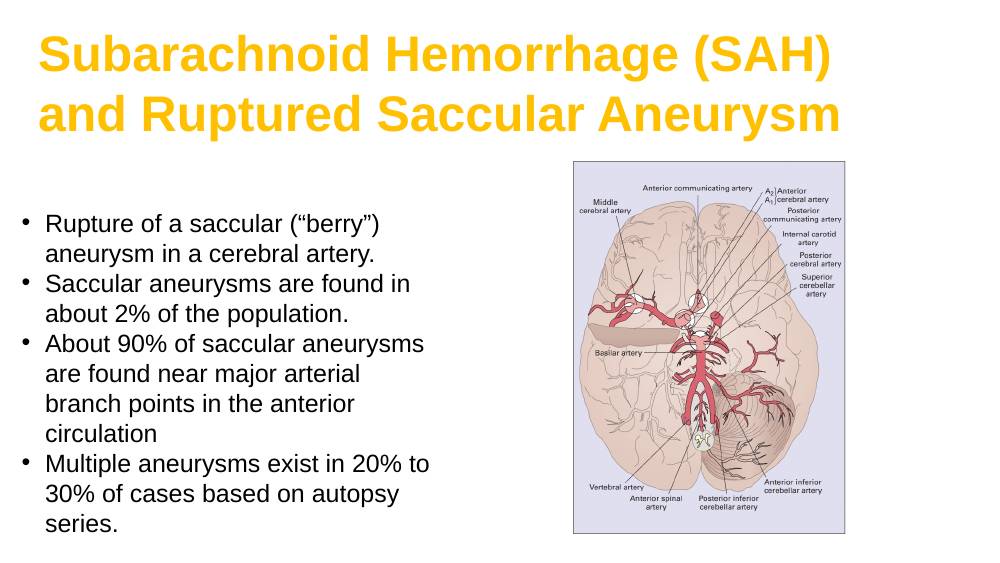 Subarachnoid Hemorrhage (SAH)
and Ruptured Saccular Aneurysm
• Rupture of a saccular (“berry”)
aneurysm in a cerebral artery.
• Saccular aneurysms are found in
about 2% of the population.
• About 90% of saccular aneurysms
are found near major arterial
branch points in the anterior
circulation
• Multiple aneurysms exist in 20% to
30% of cases based on autopsy
series.
Anterior communicating artery
A2 Anterior
A1 cerebral artery
Middle
cerebral artery
Posterior
communicating artery
Internal carotid
artery
Posterior
cerebral artery
Superior
cerebellar
artery
Basilar artery
Vertebral artery
Anterior spinal
artery
Posterior inferior
cerebellar artery
Anterior inferior
cerebellar artery